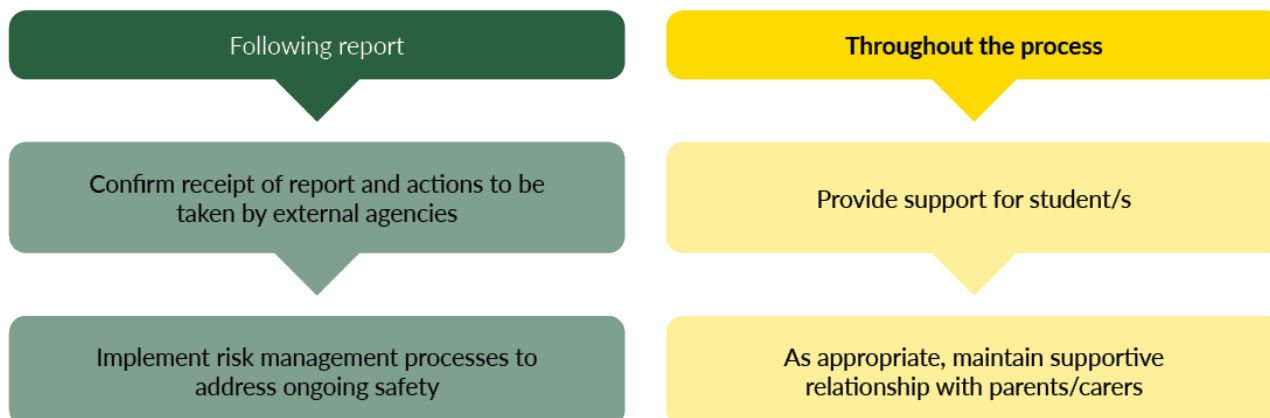 Following report
Confirm receipt of report and actions to be
taken by external agencies
Implement risk management processes to
address ongoing safety
Throughout the process
Provide support for student/s
As appropriate, maintain supportive
relationship with parents/carers